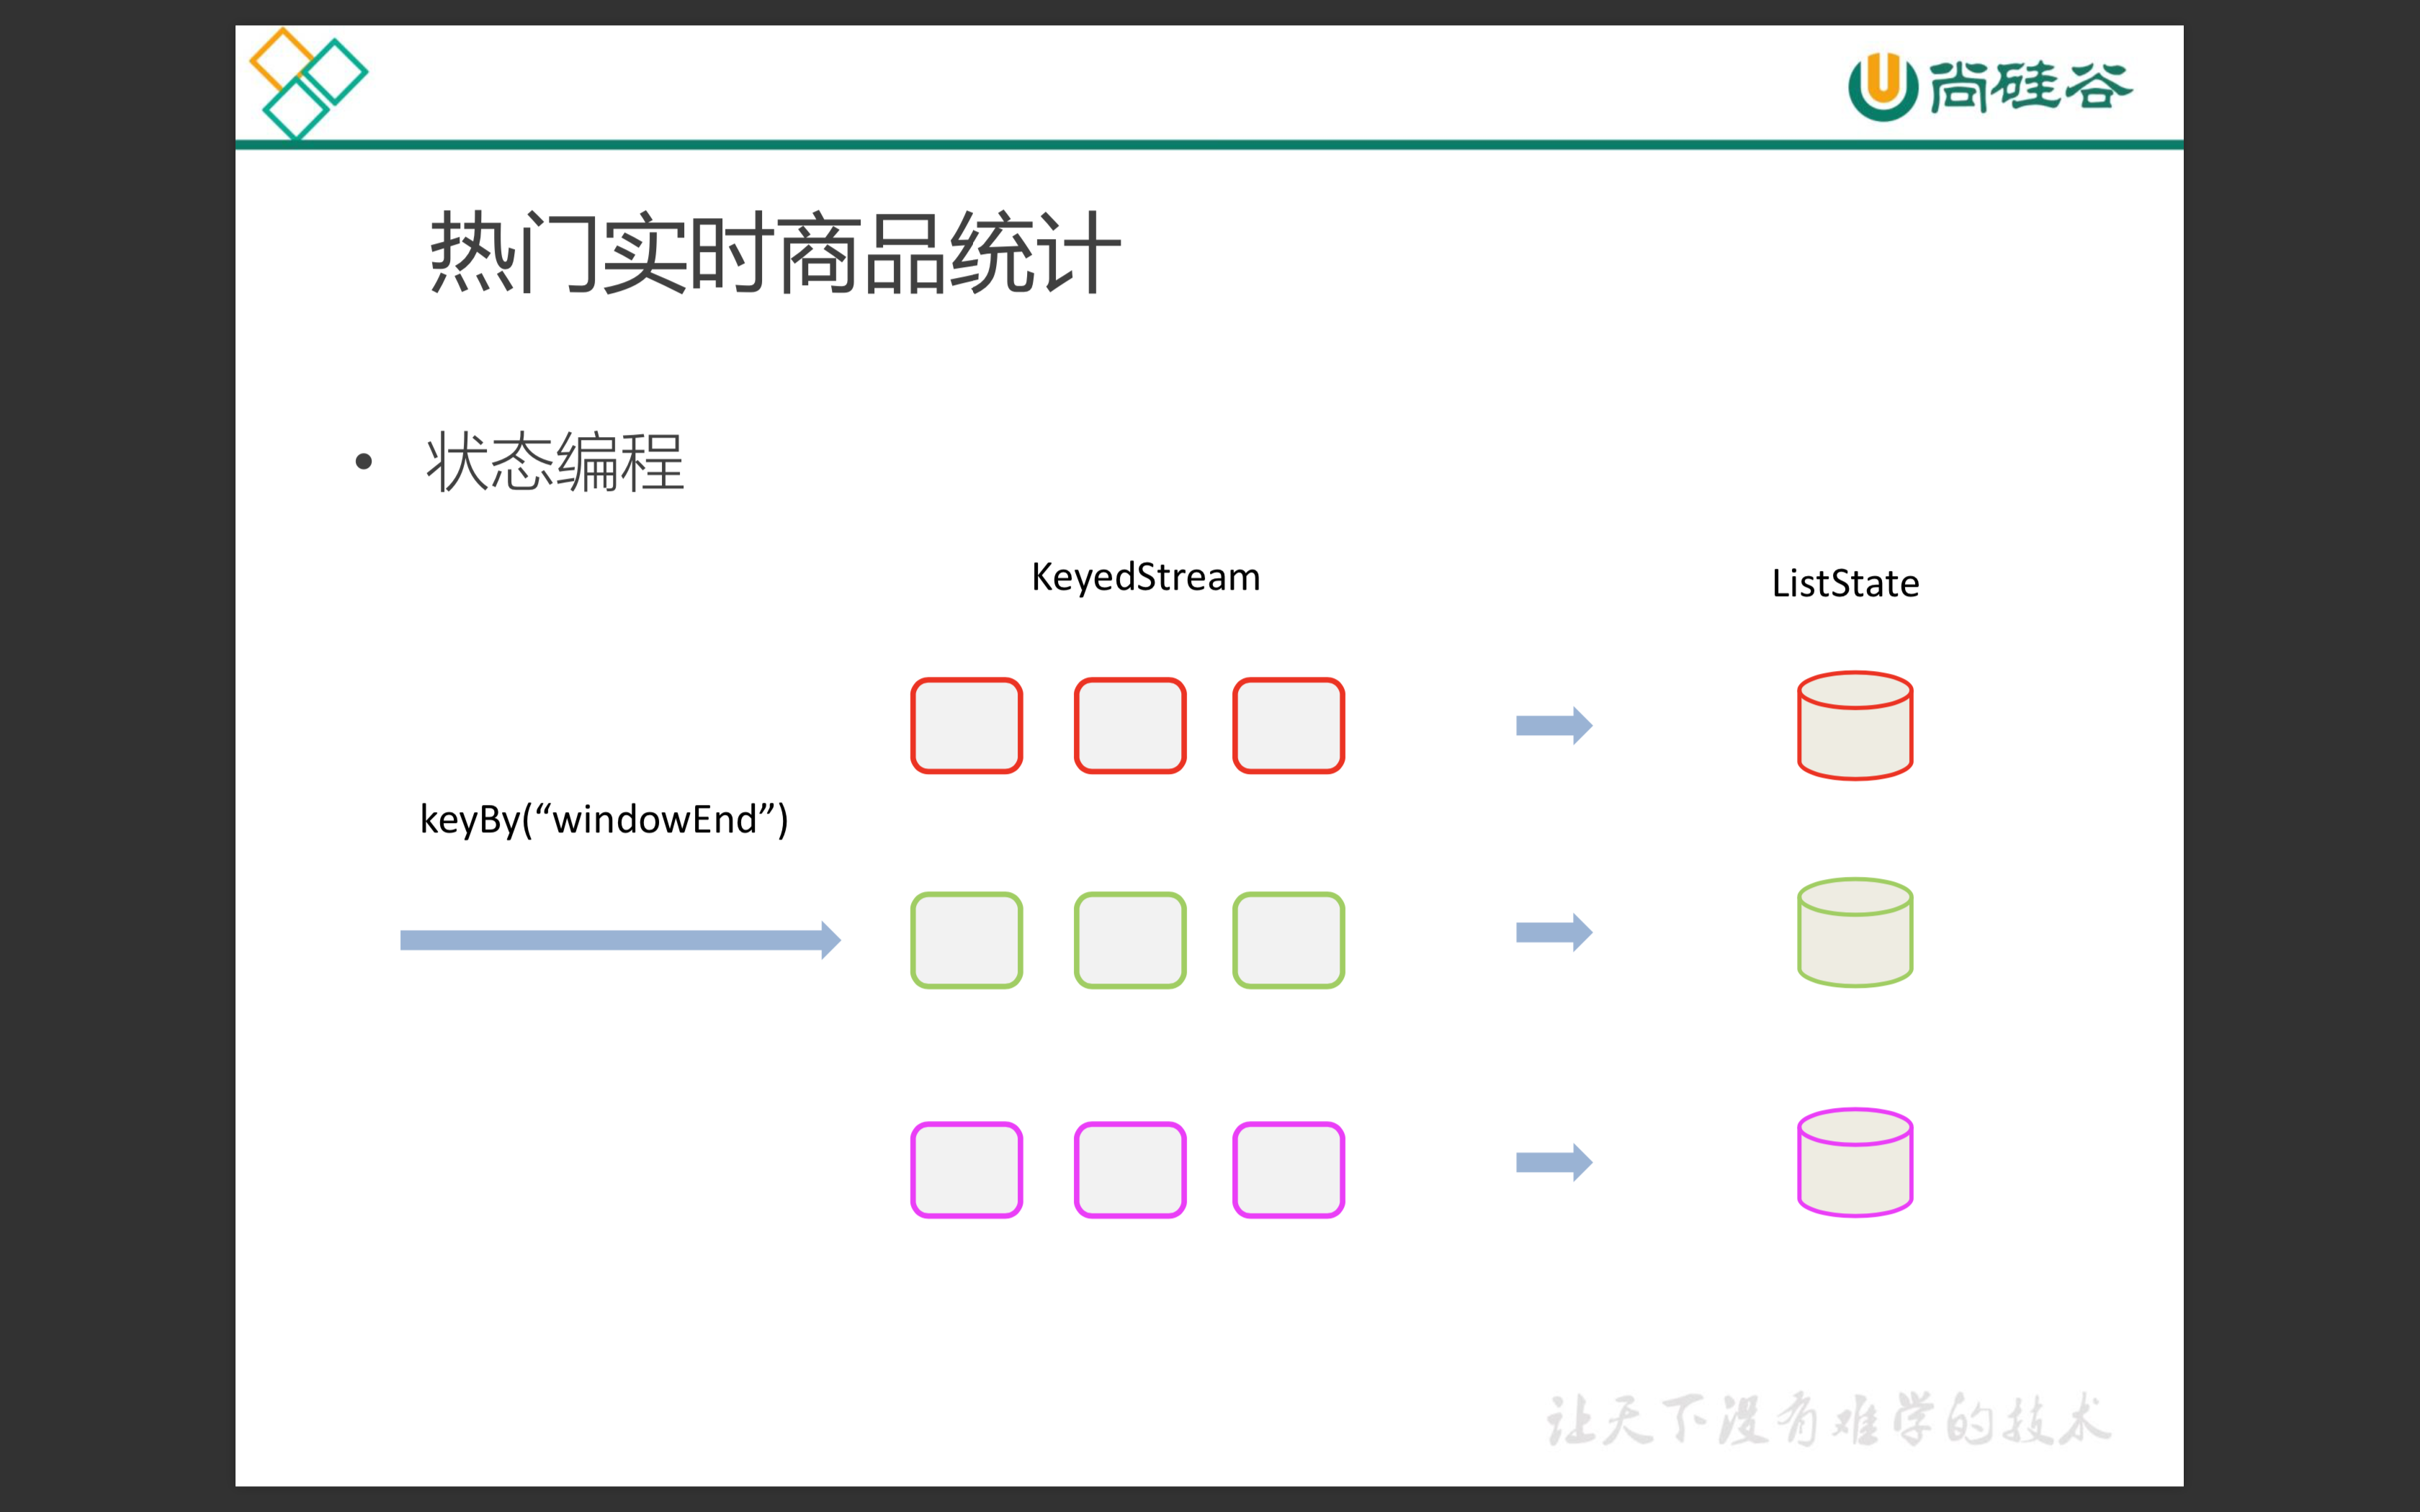 尚硅谷
热门实时商品统计
• 状态编程
KeyedStream
ListState
keyBy(“windowEnd”)
让天下没有难学的技术